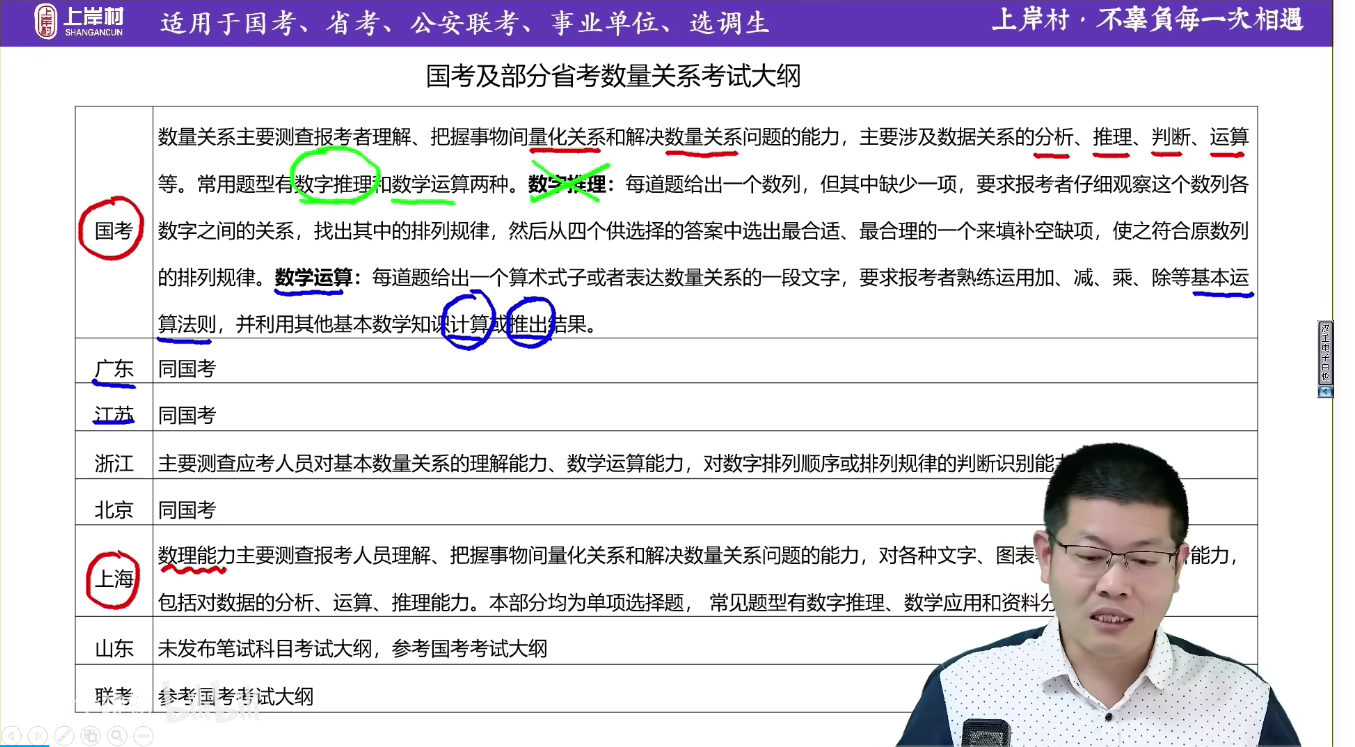 上岸村
SHANGANCUN
适用于国考、省考、公安联考、事业单位、选调生
上岸村·不辜負每一次相遇
国考及部分省考数量关系考试大纲
国考
数量关系主要测查报考者理解、把握事物间量化关系和解决数量关系问题的能力，主要涉及数据关系的分析、推理、判断、运算
等。常用题型有数字推理和数学运算两种。数字推理：每道题给出一个数列，但其中缺少一项，要求报考者仔细观察这个数列各
数字之间的关系，找出其中的排列规律，然后从四个供选择的答案中选出最合适、最合理的一个来填补空缺项，使之符合原数列
的排列规律。数学运算：每道题给出一个算术式子或者表达数量关系的一段文字，要求报考者熟练运用加、减、乘、除等基本运
算法则，并利用其他基本数学知识计算或推出结果。
广东 同国考
江苏 同国考
浙江 主要测查应考人员对基本数量关系的理解能力、数学运算能力，对数字排列顺序或排列规律的判断识别能
北京 同国考
上海
数理能力主要测查报考人员理解、把握事物间量化关系和解决数量关系问题的能力，对各种文字、图表 能力，
包括对数据的分析、运算、推理能力。本部分均为单项选择题， 常见题型有数字推理、数学应用和资料分
山东 未发布笔试科目考试大纲，参考国考考试大纲
联考 参考国考考试大纲
bilibili